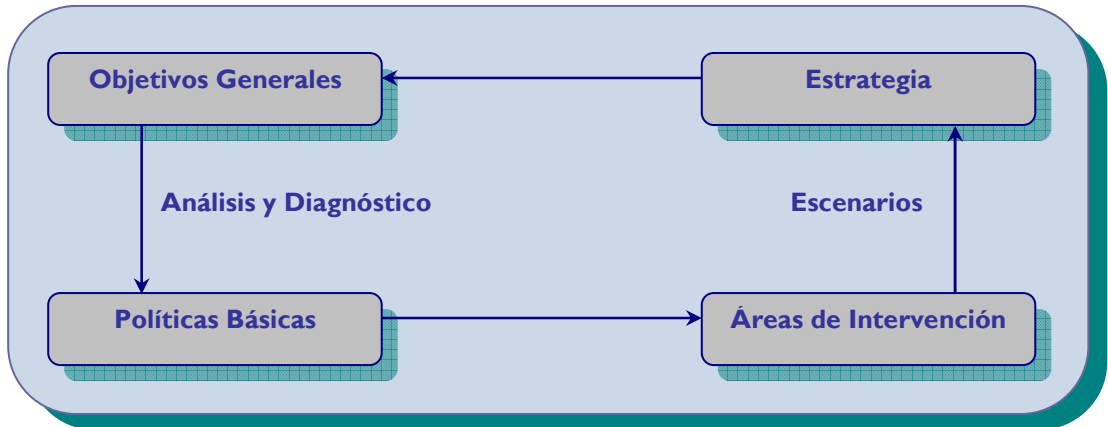 Objetivos Generales
Estrategia
Análisis y Diagnóstico
Escenarios
Políticas Básicas
Áreas de Intervención